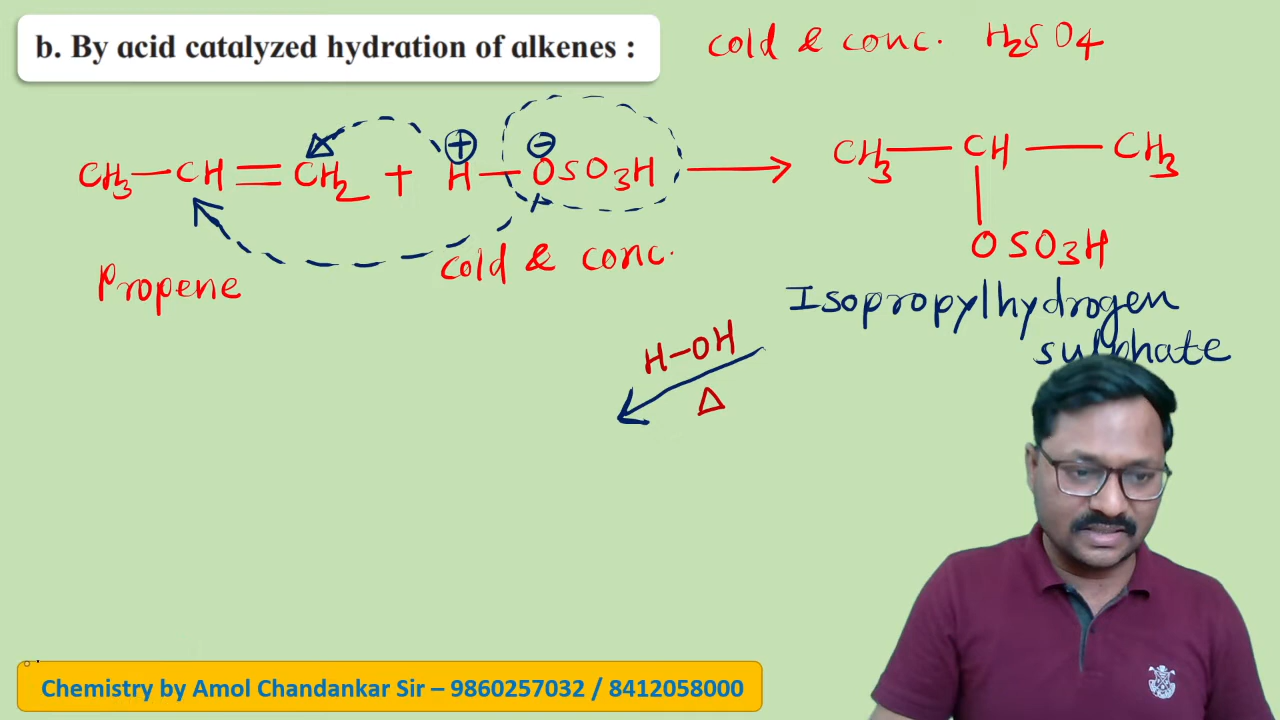 b. By acid catalyzed hydration of alkenes :
cold & conc. H₂SO₄
CH₃—CH=CH₂ + H—OSO₃H → CH₃—CH—CH₃
⊕ ⊖
OSO₃H
cold & conc.
Propene
Isopropylhydrogen
sulphate
H—OH
Δ
Chemistry by Amol Chandankar Sir – 9860257032 / 8412058000